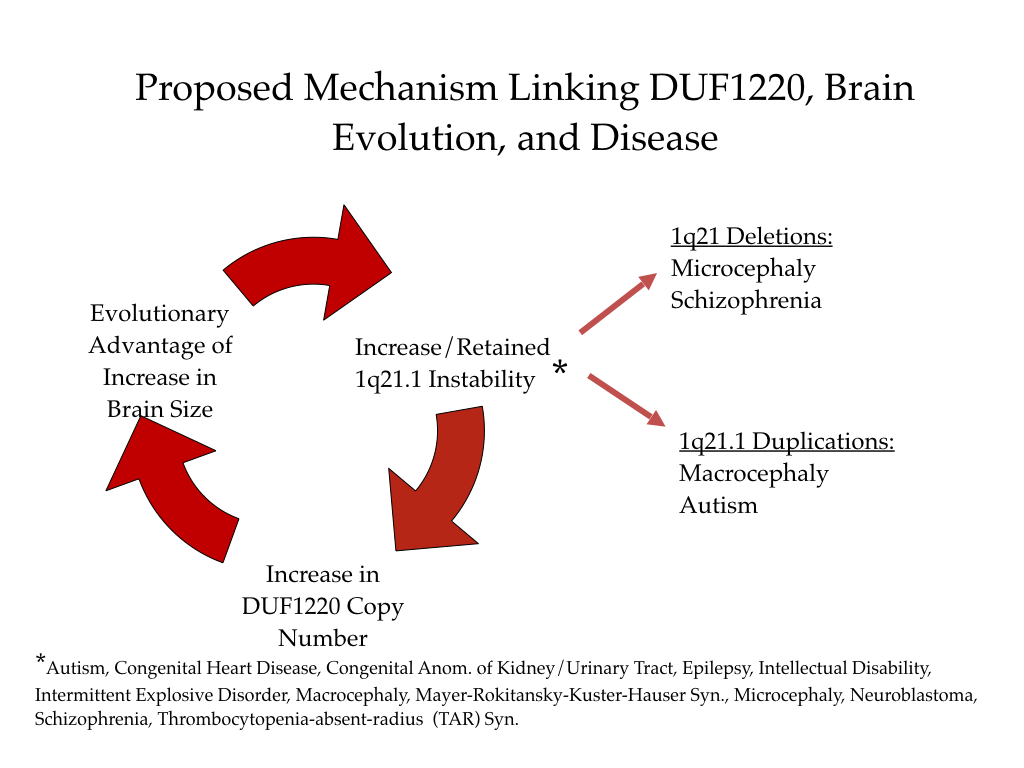 Proposed Mechanism Linking DUF1220, Brain
Evolution, and Disease
Evolutionary
Advantage of
Increase in
Brain Size
Increase/Retained
1q21.1 Instability *
1q21 Deletions:
Microcephaly
Schizophrenia
1q21.1 Duplications:
Macrocephaly
Autism
Increase in
DUF1220 Copy
Number
*Autism, Congenital Heart Disease, Congenital Anom. of Kidney/Urinary Tract, Epilepsy, Intellectual Disability,
Intermittent Explosive Disorder, Macrocephaly, Mayer-Rokitansky-Kuster-Hauser Syn., Microcephaly, Neuroblastoma,
Schizophrenia, Thrombocytopenia-absent-radius (TAR) Syn.